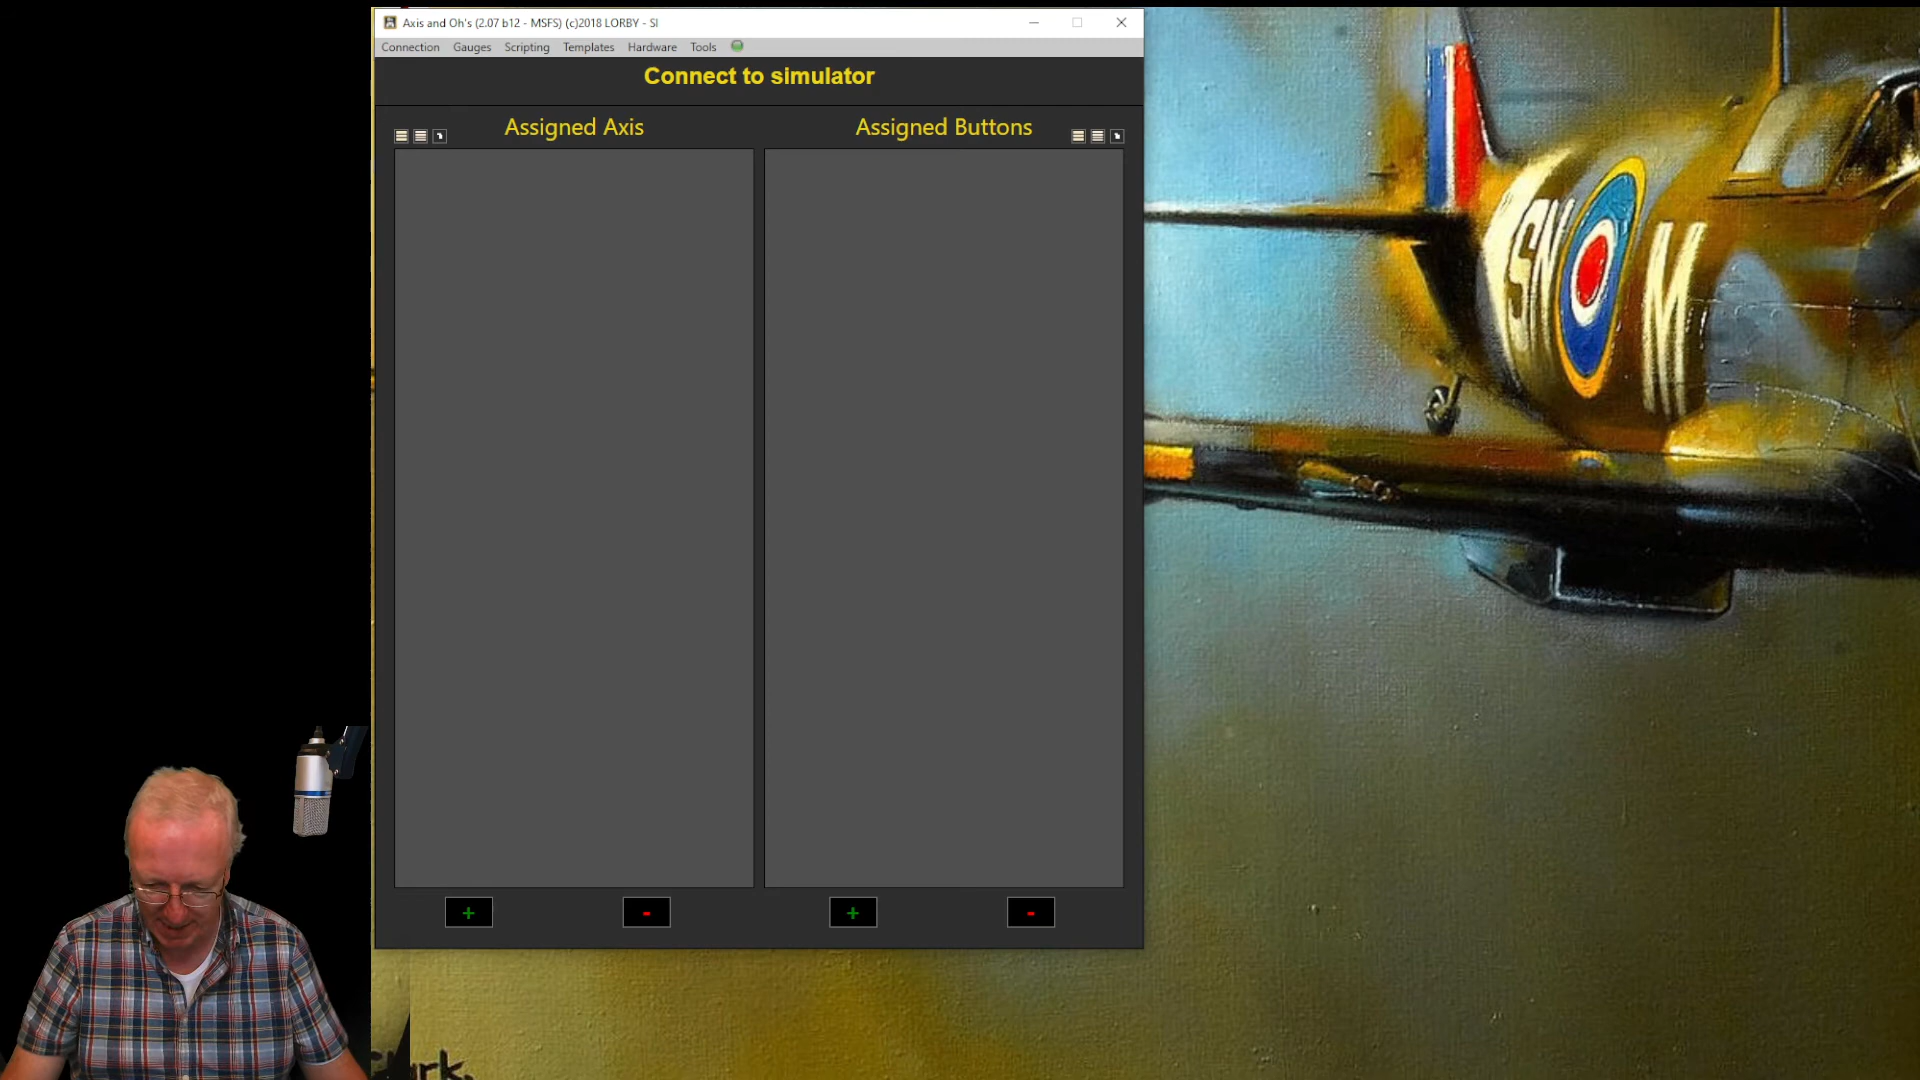 Axis and Oh's (2.07 b12 - MSFS) (c)2018 LORBY - SI
Connection Gauges Scripting Templates Hardware Tools
Connect to simulator
Assigned Axis
Assigned Buttons
+ - + -
SN M